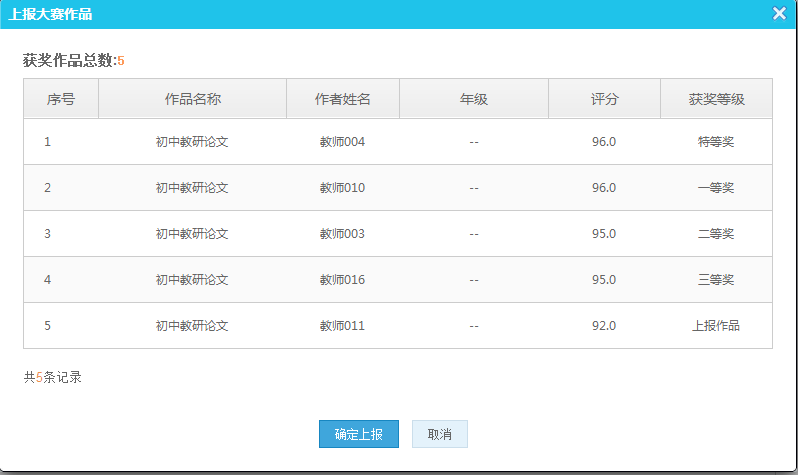 上报大赛作品
获奖作品总数:5
序号 作品名称 作者姓名 年级 评分 获奖等级
1 初中教研论文 教师004 -- 96.0 特等奖
2 初中教研论文 教师010 -- 96.0 一等奖
3 初中教研论文 教师003 -- 95.0 二等奖
4 初中教研论文 教师016 -- 95.0 三等奖
5 初中教研论文 教师011 -- 92.0 上报作品
共5条记录
确定上报 取消